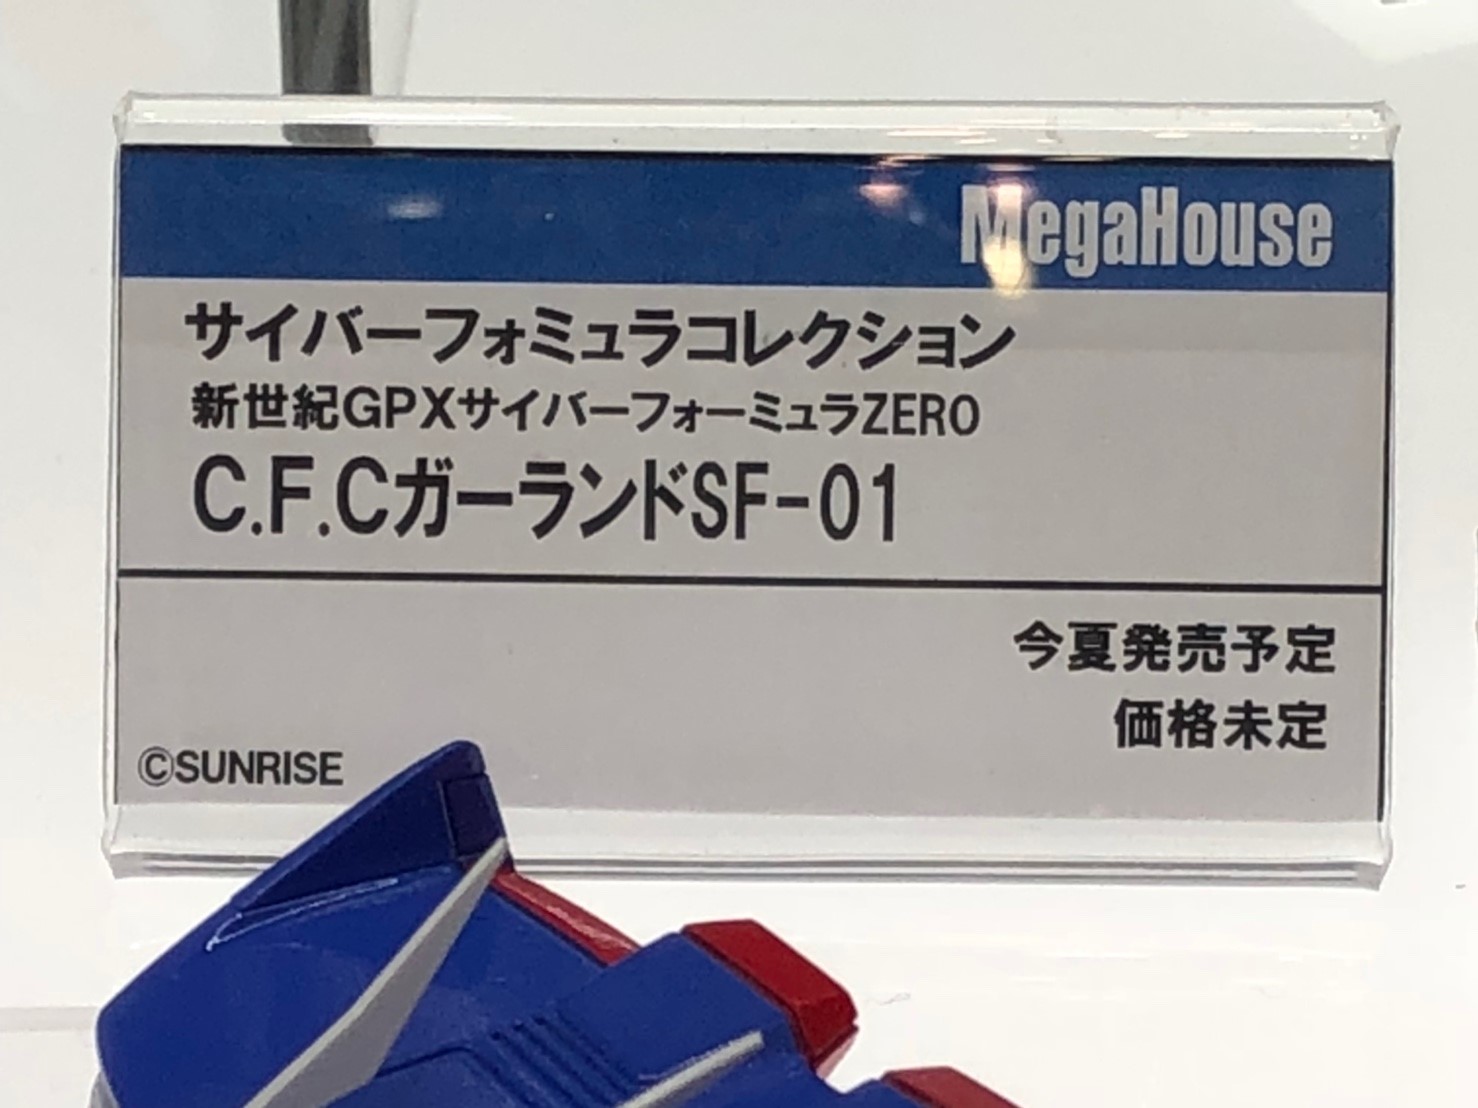 MegaHouse
サイバーフォミュラコレクション
新世紀GPXサイバーフォーミュラZERO
C.F.CガーランドSF-01
今夏発売予定
価格未定
©SUNRISE